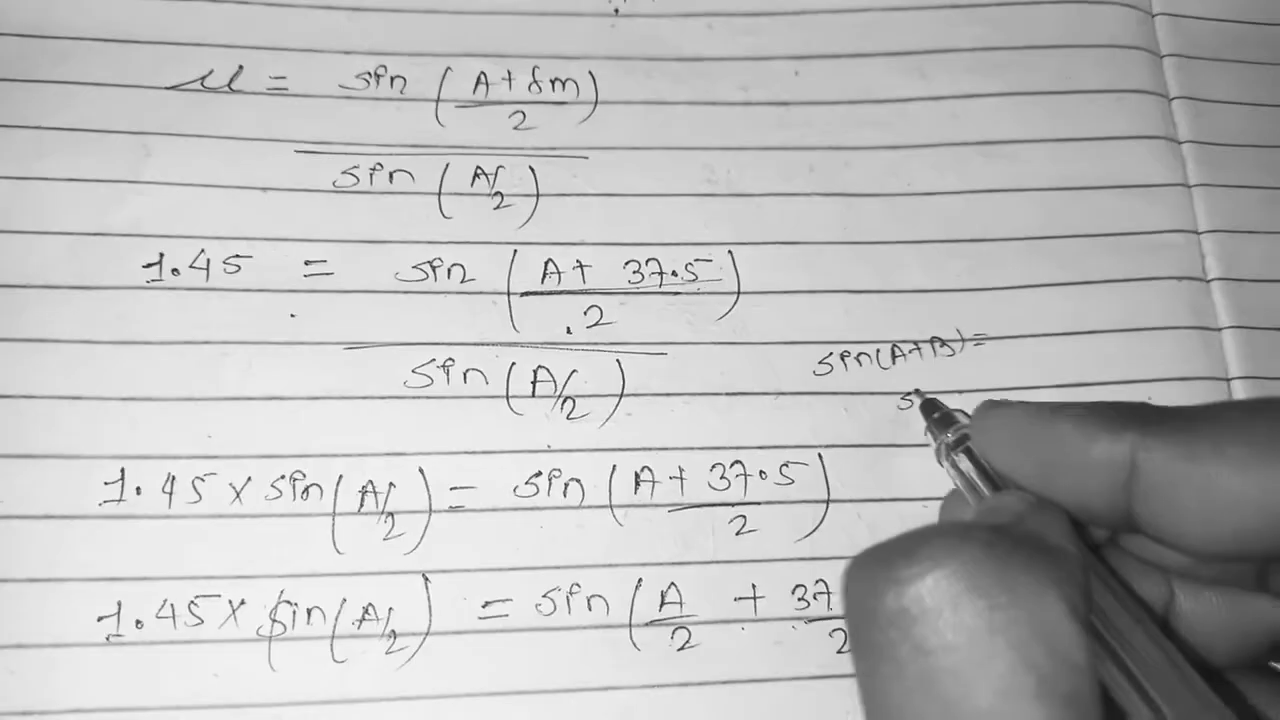 μ = sin (A + δm)
2
sin (A/2)
1.45 = sin (A + 37.5)
.2
sin (A/2)
sin(A+B) =
s
1.45 × sin (A/2) = sin (A + 37.5)
2
1.45 × sin (A/2) = sin (A + 37
2 2